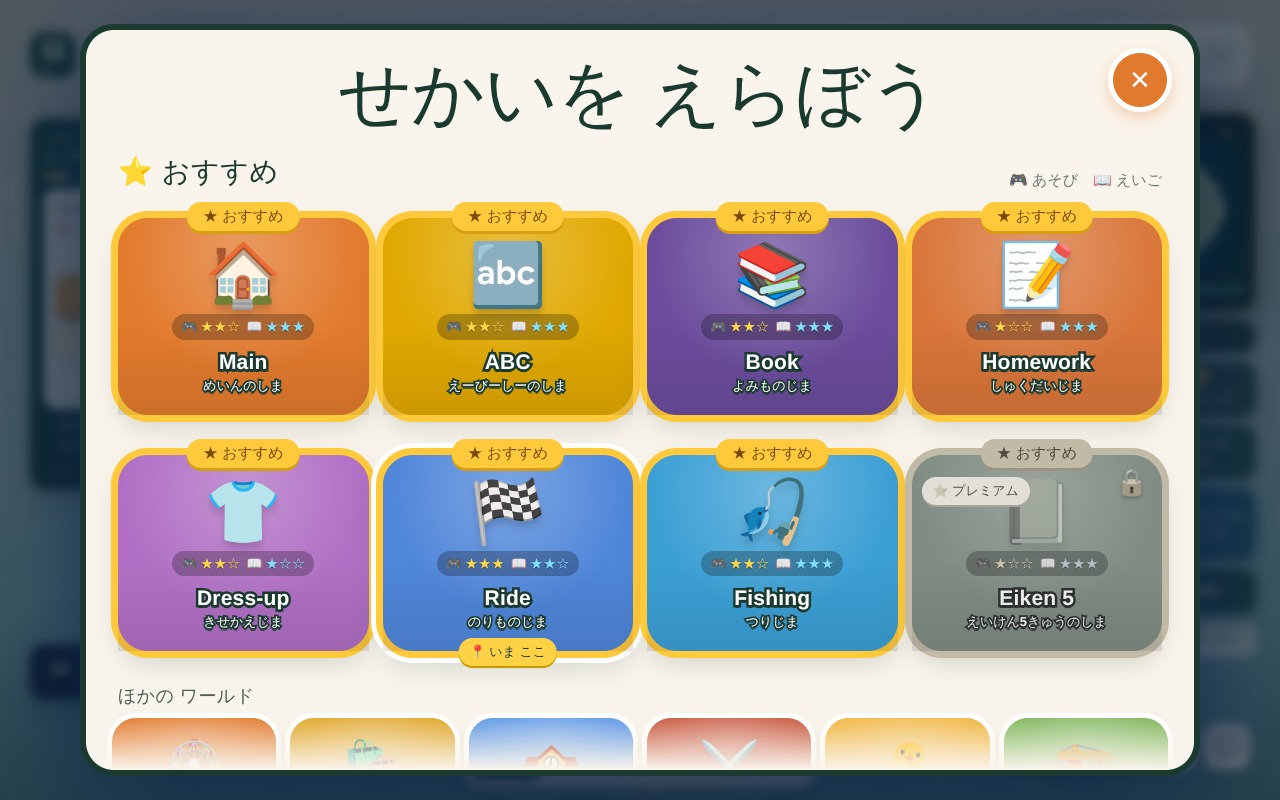 せかいを えらぼう
✕
⭐ おすすめ
🎮 あそび 📖 えいご
★ おすすめ
abc
🎮 ★★☆ 📖 ★★★
Main
めいんのしま
★ おすすめ
🎮 ★★☆ 📖 ★★★
ABC
えーびーしーのしま
★ おすすめ
🎮 ★★☆ 📖 ★★★
Book
よみものじま
★ おすすめ
🎮 ★☆☆ 📖 ★★★
Homework
しゅくだいじま
★ おすすめ
🎮 ★★☆ 📖 ★☆☆
Dress-up
きせかえじま
★ おすすめ
🎮 ★★★ 📖 ★★☆
Ride
のりものじま
📍 いま ここ
★ おすすめ
🎮 ★★☆ 📖 ★★★
Fishing
つりじま
★ おすすめ
⭐ プレミアム
🎮 ★☆☆ 📖 ★★★
Eiken 5
えいけん5きゅうのしま
ほかの ワールド